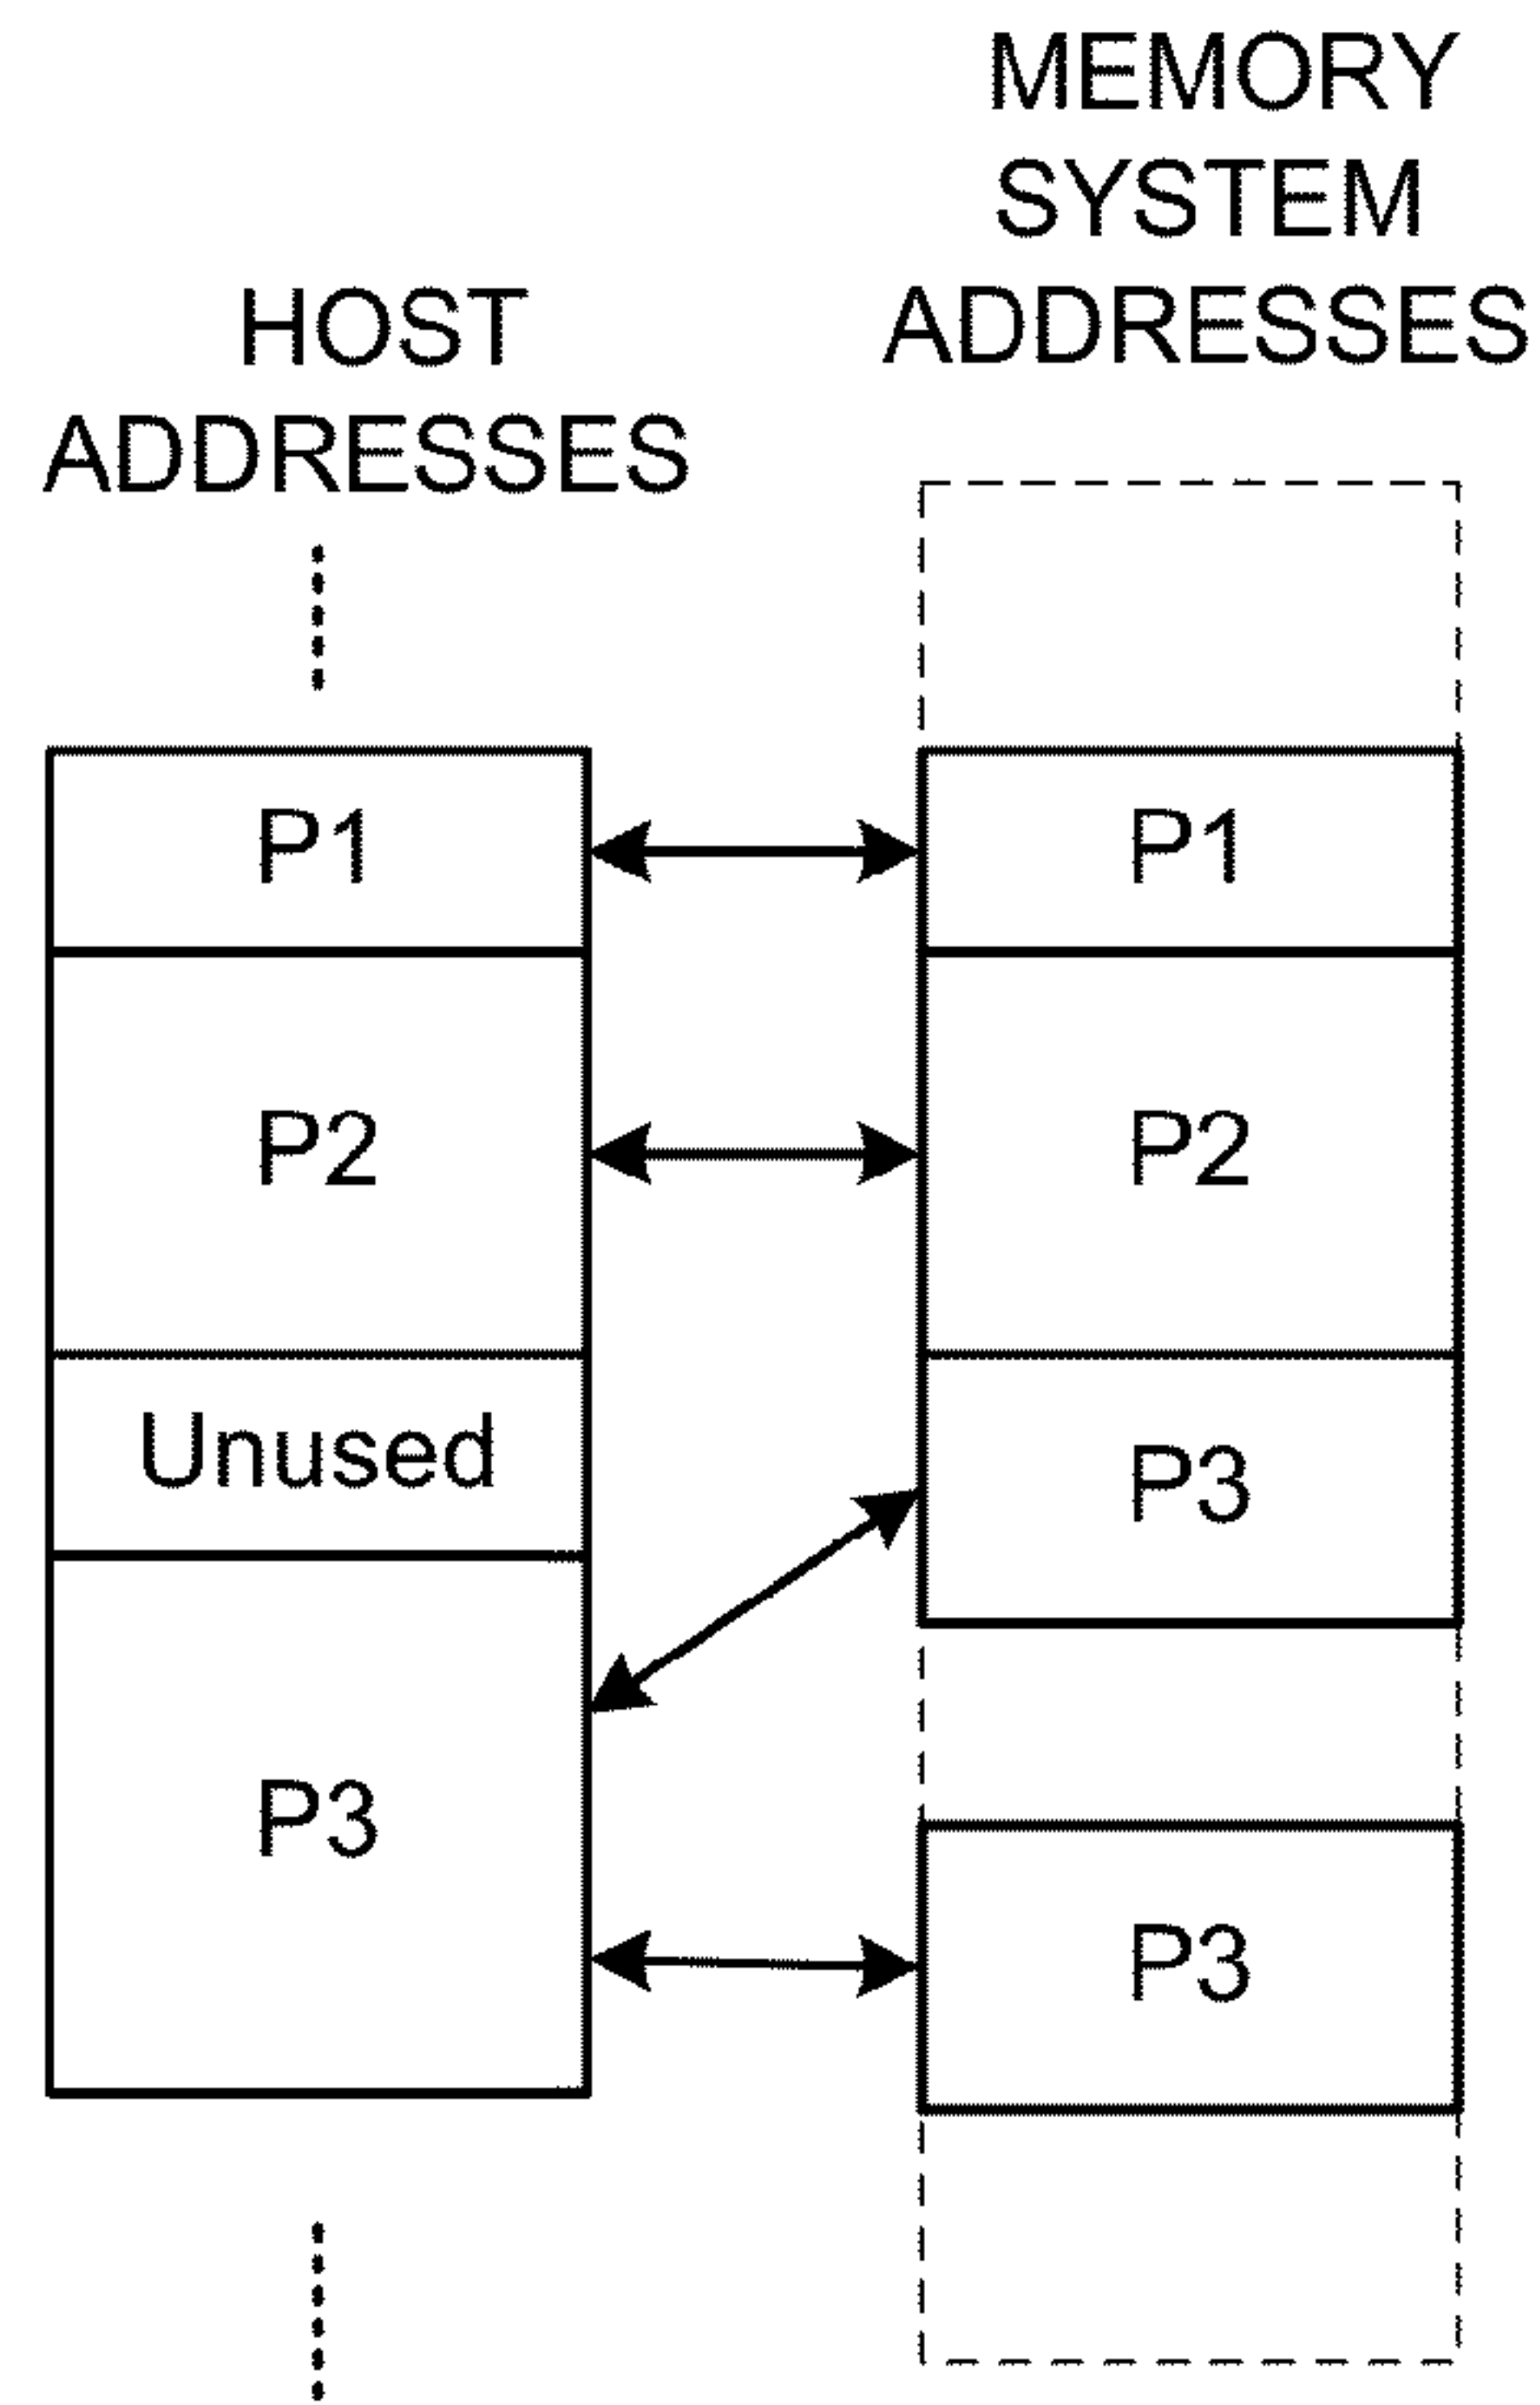 HOST
ADDRESSES
MEMORY
SYSTEM
ADDRESSES
P1
P2
Unused
P3
P1
P2
P3
P3